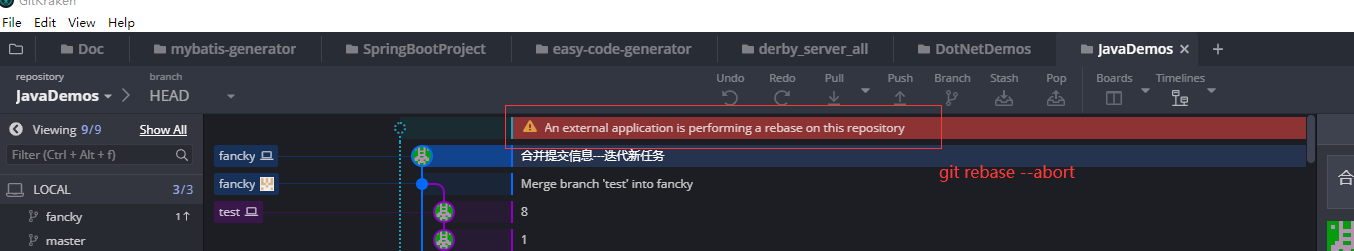 GitKraken
File Edit View Help
Doc mybatis-generator SpringBootProject easy-code-generator derby_server_all DotNetDemos JavaDemos
repository branch
JavaDemos HEAD
Undo Redo Pull Push Branch Stash Pop Boards Timelines
Viewing 9/9 Show All
An external application is performing a rebase on this repository
Filter (Ctrl + Alt + f)
fancky 合并提交信息---迭代新任务
git rebase --abort
合
LOCAL 3/3
fancky Merge branch 'test' into fancky
fancky 1
test 8
master
1